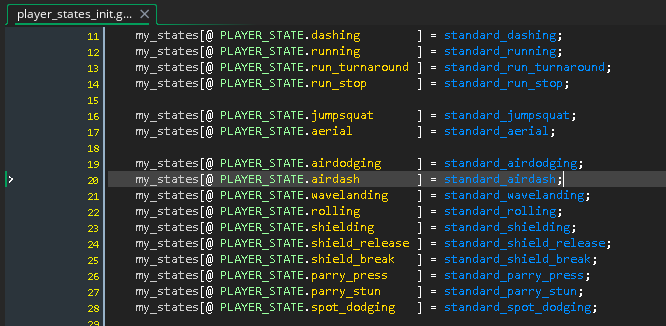 player_states_init.g... ×
11 my_states[@ PLAYER_STATE.dashing ] = standard_dashing;
12 my_states[@ PLAYER_STATE.running ] = standard_running;
13 my_states[@ PLAYER_STATE.run_turnaround ] = standard_run_turnaround;
14 my_states[@ PLAYER_STATE.run_stop ] = standard_run_stop;
15
16 my_states[@ PLAYER_STATE.jumpsquat ] = standard_jumpsquat;
17 my_states[@ PLAYER_STATE.aerial ] = standard_aerial;
18
19 my_states[@ PLAYER_STATE.airdodging ] = standard_airdodging;
20 my_states[@ PLAYER_STATE.airdash ] = standard_airdash;
21 my_states[@ PLAYER_STATE.wavelanding ] = standard_wavelanding;
22 my_states[@ PLAYER_STATE.rolling ] = standard_rolling;
23 my_states[@ PLAYER_STATE.shielding ] = standard_shielding;
24 my_states[@ PLAYER_STATE.shield_release ] = standard_shield_release;
25 my_states[@ PLAYER_STATE.shield_break ] = standard_shield_break;
26 my_states[@ PLAYER_STATE.parry_press ] = standard_parry_press;
27 my_states[@ PLAYER_STATE.parry_stun ] = standard_parry_stun;
28 my_states[@ PLAYER_STATE.spot_dodging ] = standard_spot_dodging;
29